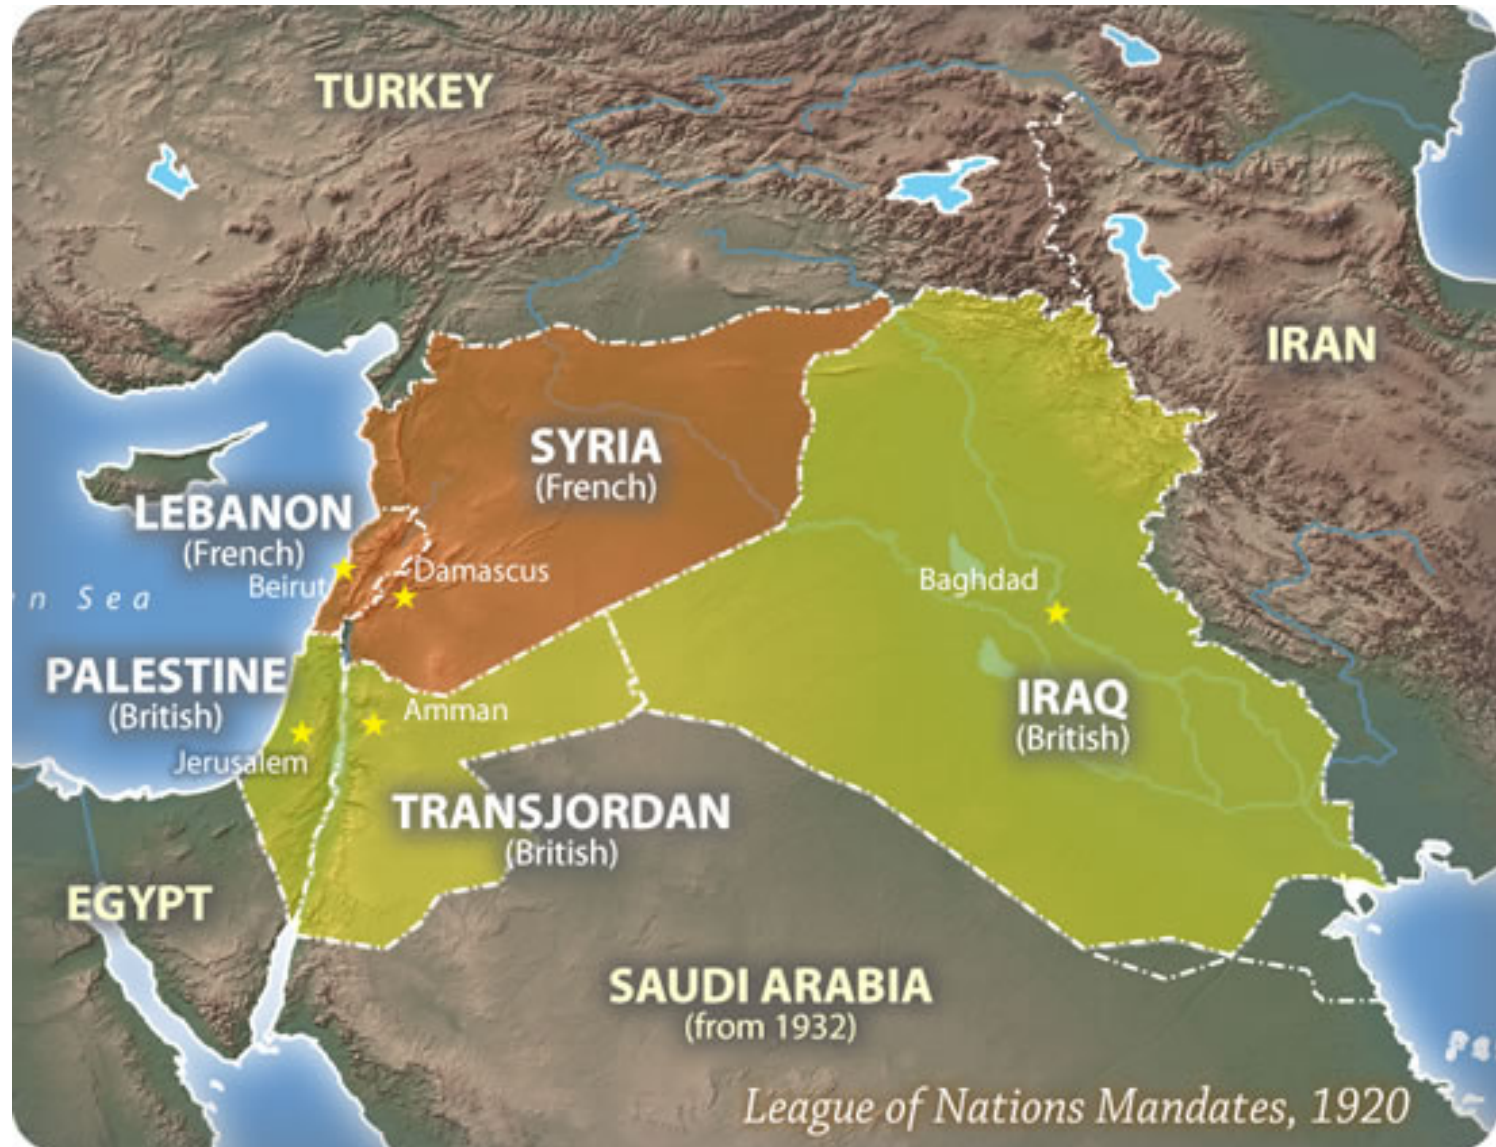 TURKEY
IRAN
SYRIA
(French)
LEBANON
(French)
Beirut
Damascus
n Sea
Baghdad
PALESTINE
(British)
Amman
IRAQ
(British)
Jerusalem
TRANSJORDAN
(British)
EGYPT
SAUDI ARABIA
(from 1932)
League of Nations Mandates, 1920